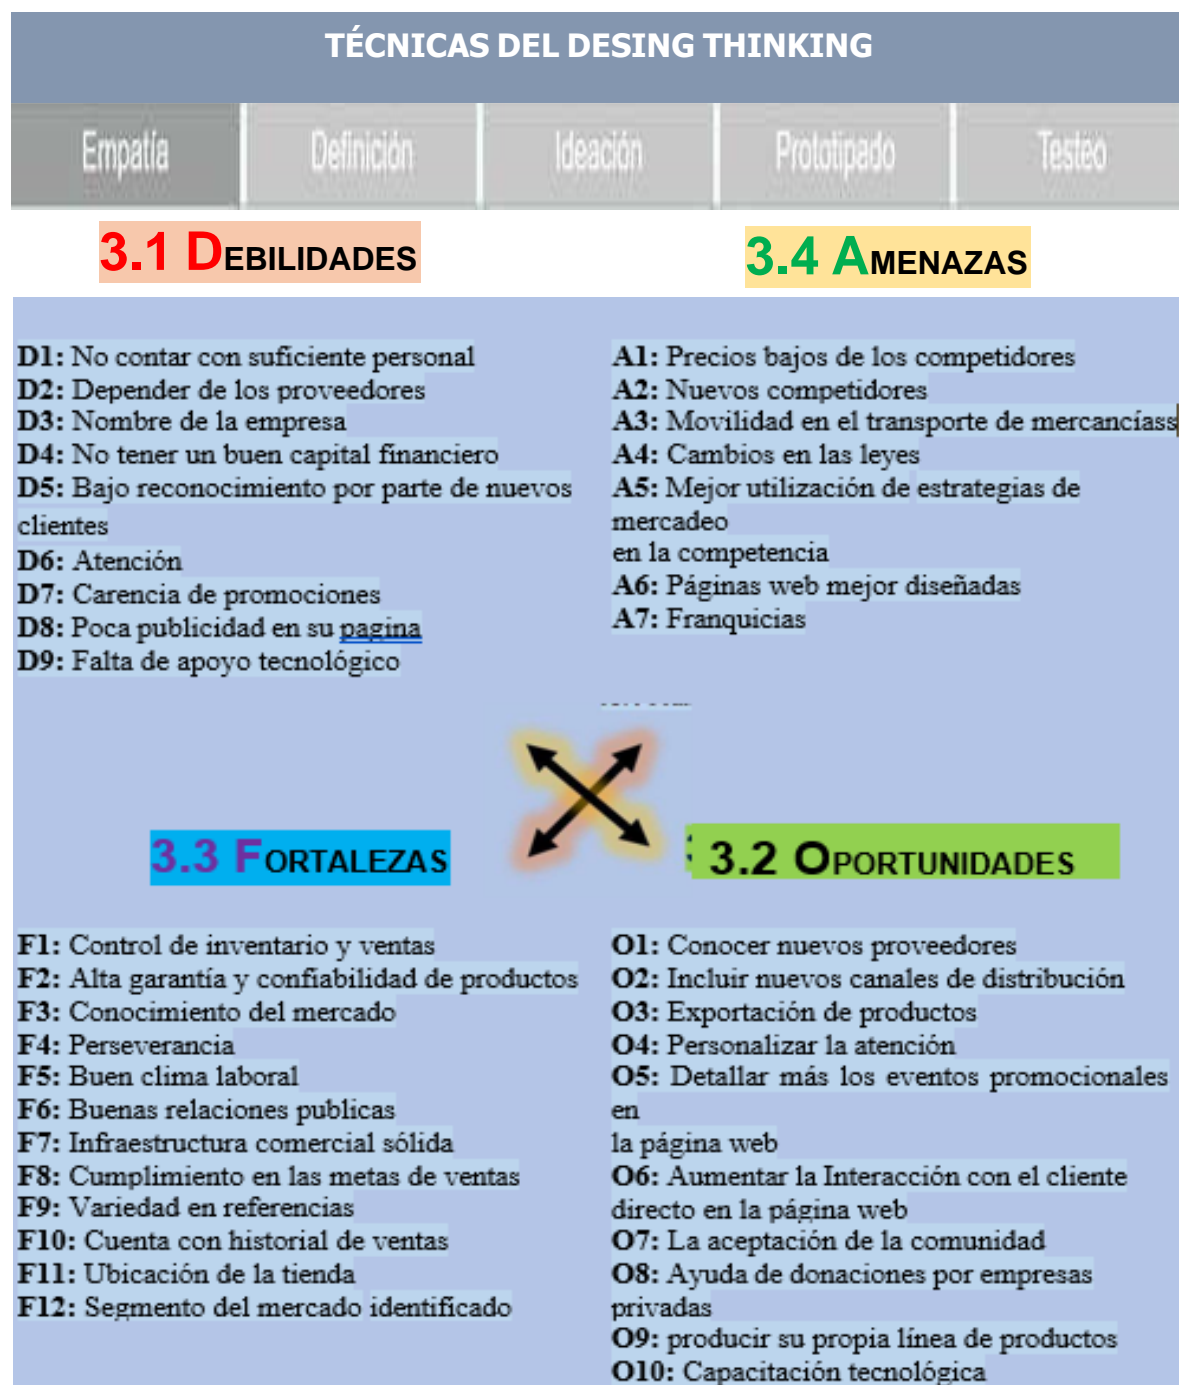 TÉCNICAS DEL DESING THINKING
Empatía
Definición
Ideación
Prototipado
Testeo
3.1 DEBILIDADES
D1: No contar con suficiente personal
D2: Depender de los proveedores
D3: Nombre de la empresa
D4: No tener un buen capital financiero
D5: Bajo reconocimiento por parte de nuevos
clientes
D6: Atención
D7: Carencia de promociones
D8: Poca publicidad en su pagina
D9: Falta de apoyo tecnológico
3.4 AMENAZAS
A1: Precios bajos de los competidores
A2: Nuevos competidores
A3: Movilidad en el transporte de mercancíass
A4: Cambios en las leyes
A5: Mejor utilización de estrategias de
mercadeo
en la competencia
A6: Páginas web mejor diseñadas
A7: Franquicias
3.3 FORTALEZAS
F1: Control de inventario y ventas
F2: Alta garantía y confiabilidad de productos
F3: Conocimiento del mercado
F4: Perseverancia
F5: Buen clima laboral
F6: Buenas relaciones publicas
F7: Infraestructura comercial sólida
F8: Cumplimiento en las metas de ventas
F9: Variedad en referencias
F10: Cuenta con historial de ventas
F11: Ubicación de la tienda
F12: Segmento del mercado identificado
3.2 OPORTUNIDADES
O1: Conocer nuevos proveedores
O2: Incluir nuevos canales de distribución
O3: Exportación de productos
O4: Personalizar la atención
O5: Detallar más los eventos promocionales
en
la página web
O6: Aumentar la Interacción con el cliente
directo en la página web
O7: La aceptación de la comunidad
O8: Ayuda de donaciones por empresas
privadas
O9: producir su propia línea de productos
O10: Capacitación tecnológica